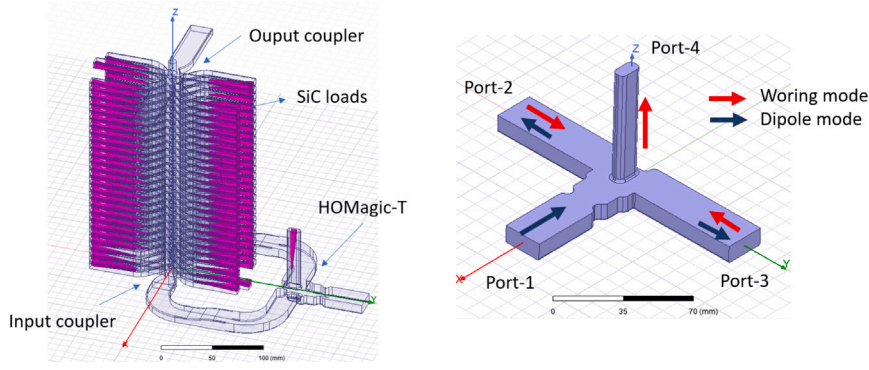 Z
Ouput coupler
SiC loads
HOMagic-T
Y
Input coupler
X
0 50 100 (mm)
Z
Port-4
Port-2
Woring mode
Dipole mode
X
Port-1
Port-3
Y
0 35 70 (mm)